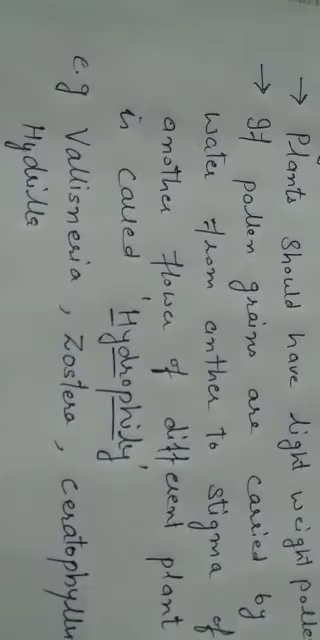 → Plants should have light weight polle
→ If pollen grains are carried by
water from anther to stigma of
another flower of different plant
is called 'Hydrophily'
e.g Vallisneria, Zostera, ceratophyllu
Hydrilla